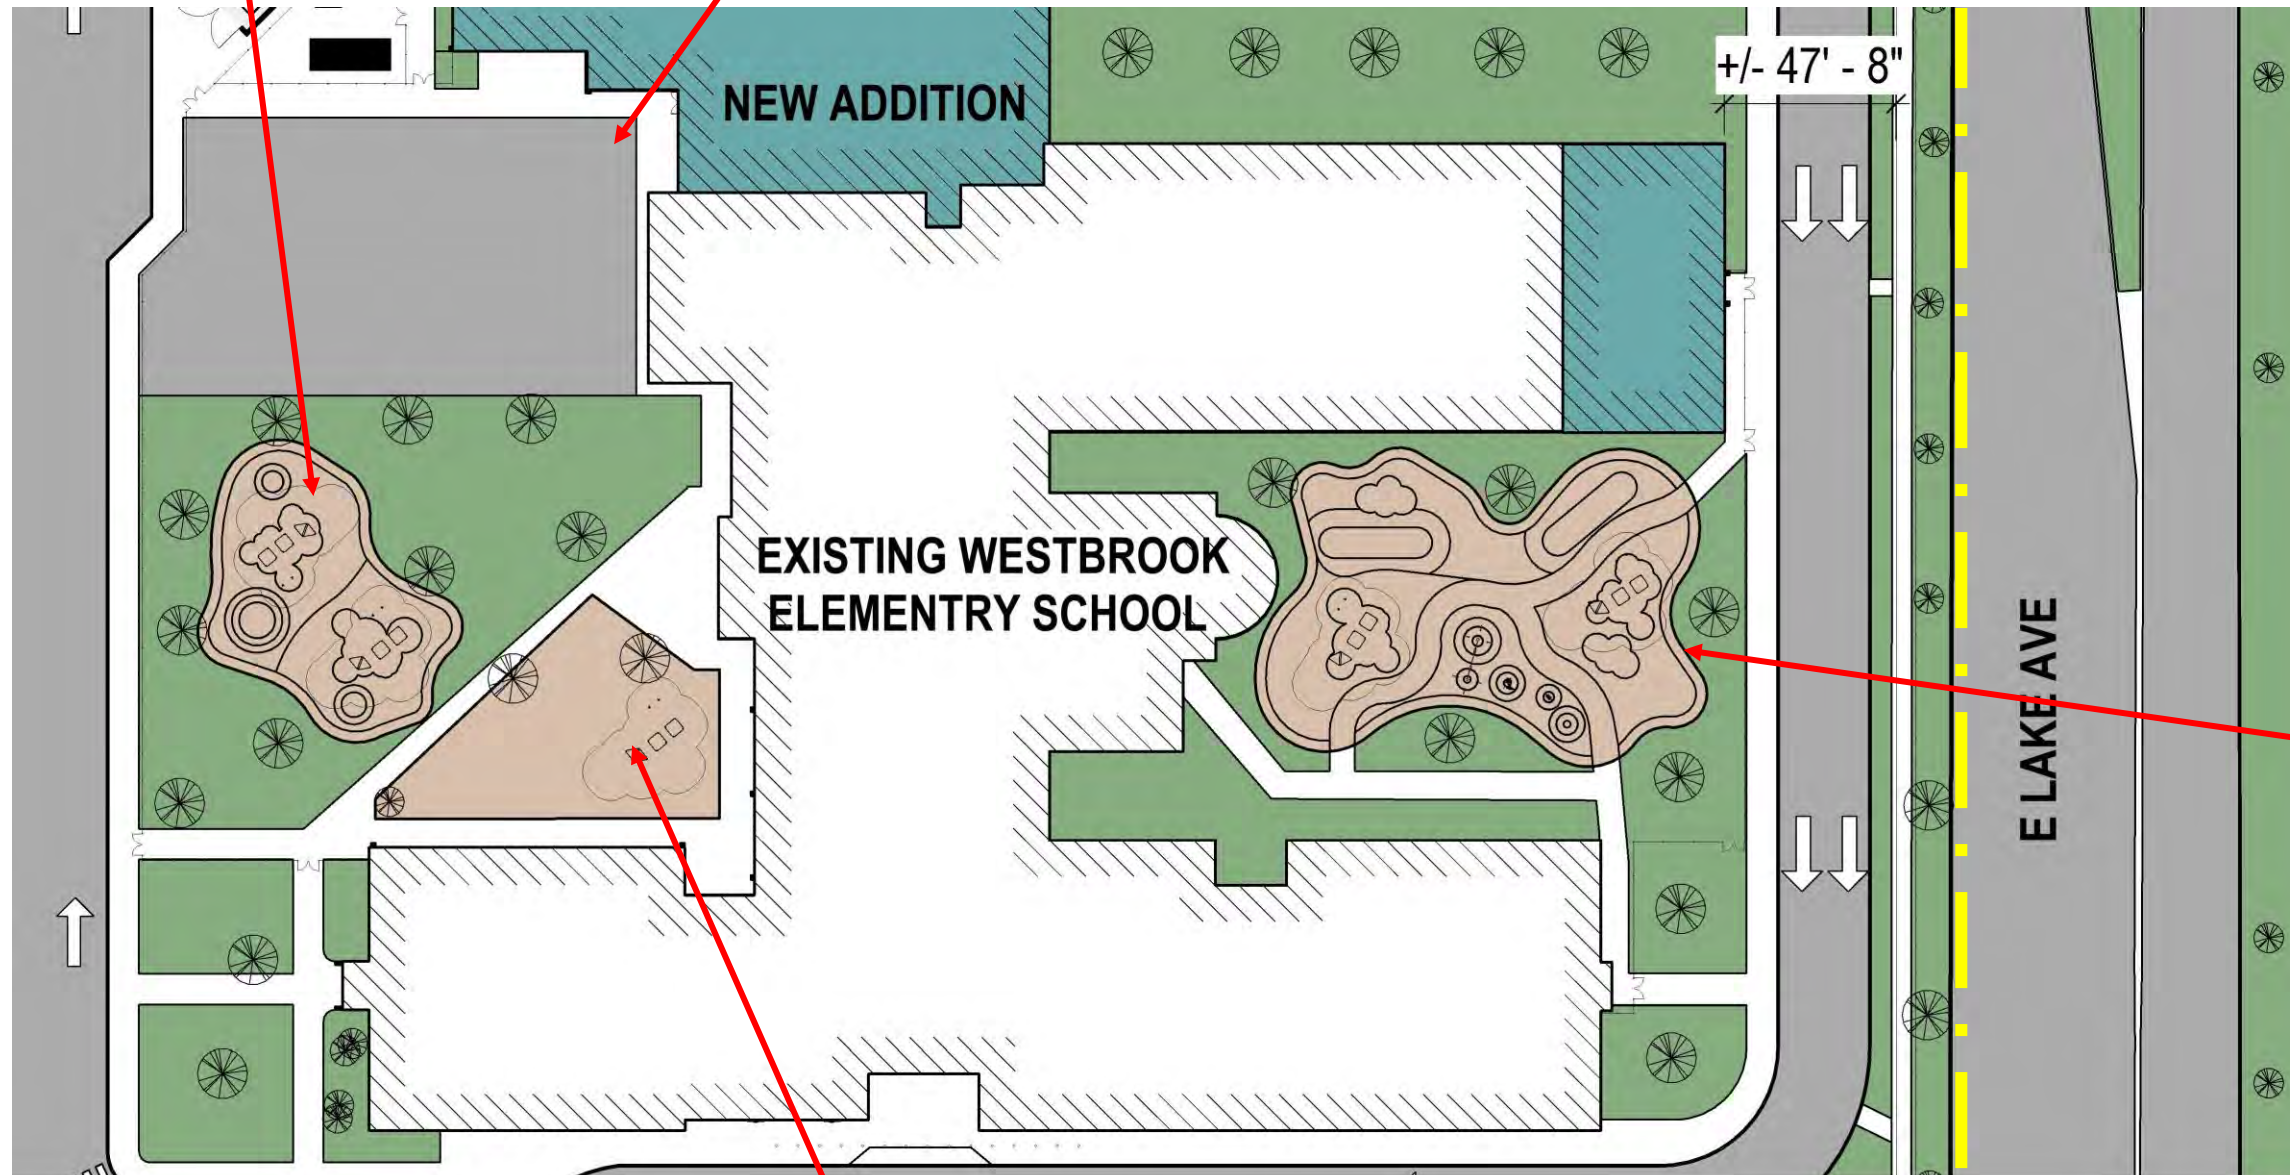 NEW ADDITION
+/- 47' - 8"
EXISTING WESTBROOK
ELEMENTRY SCHOOL
E LAKE AVE